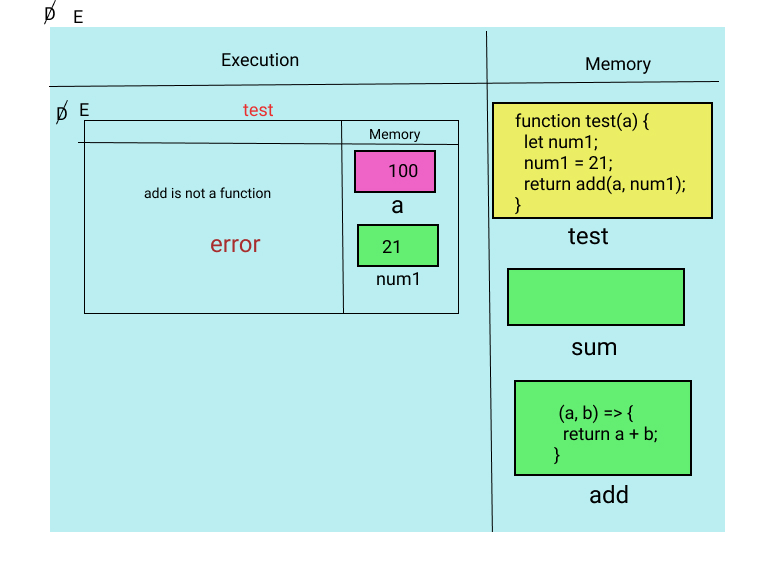 D E
Execution
Memory
D E
test
Memory
100
a
add is not a function
error
21
num1
function test(a) {
let num1;
num1 = 21;
return add(a, num1);
}
test
sum
(a, b) => {
return a + b;
}
add